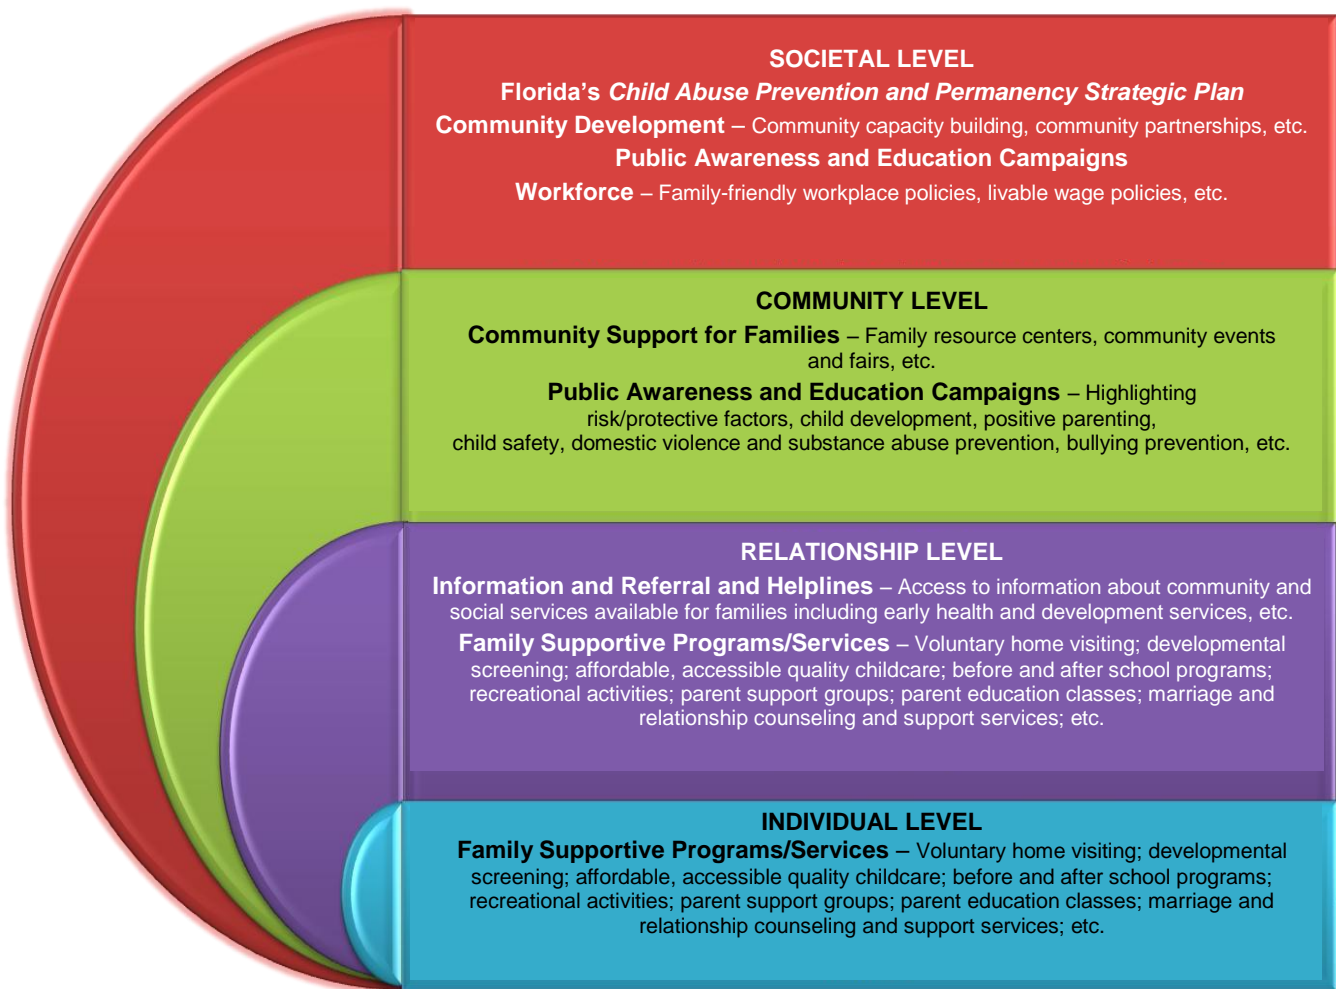 SOCIETAL LEVEL
Florida's Child Abuse Prevention and Permanency Strategic Plan
Community Development – Community capacity building, community partnerships, etc.
Public Awareness and Education Campaigns
Workforce – Family-friendly workplace policies, livable wage policies, etc.
COMMUNITY LEVEL
Community Support for Families – Family resource centers, community events
and fairs, etc.
Public Awareness and Education Campaigns – Highlighting
risk/protective factors, child development, positive parenting,
child safety, domestic violence and substance abuse prevention, bullying prevention, etc.
RELATIONSHIP LEVEL
Information and Referral and Helplines – Access to information about community and
social services available for families including early health and development services, etc.
Family Supportive Programs/Services – Voluntary home visiting; developmental
screening; affordable, accessible quality childcare; before and after school programs;
recreational activities; parent support groups; parent education classes; marriage and
relationship counseling and support services; etc.
INDIVIDUAL LEVEL
Family Supportive Programs/Services – Voluntary home visiting; developmental
screening; affordable, accessible quality childcare; before and after school programs;
recreational activities; parent support groups; parent education classes; marriage and
relationship counseling and support services; etc.